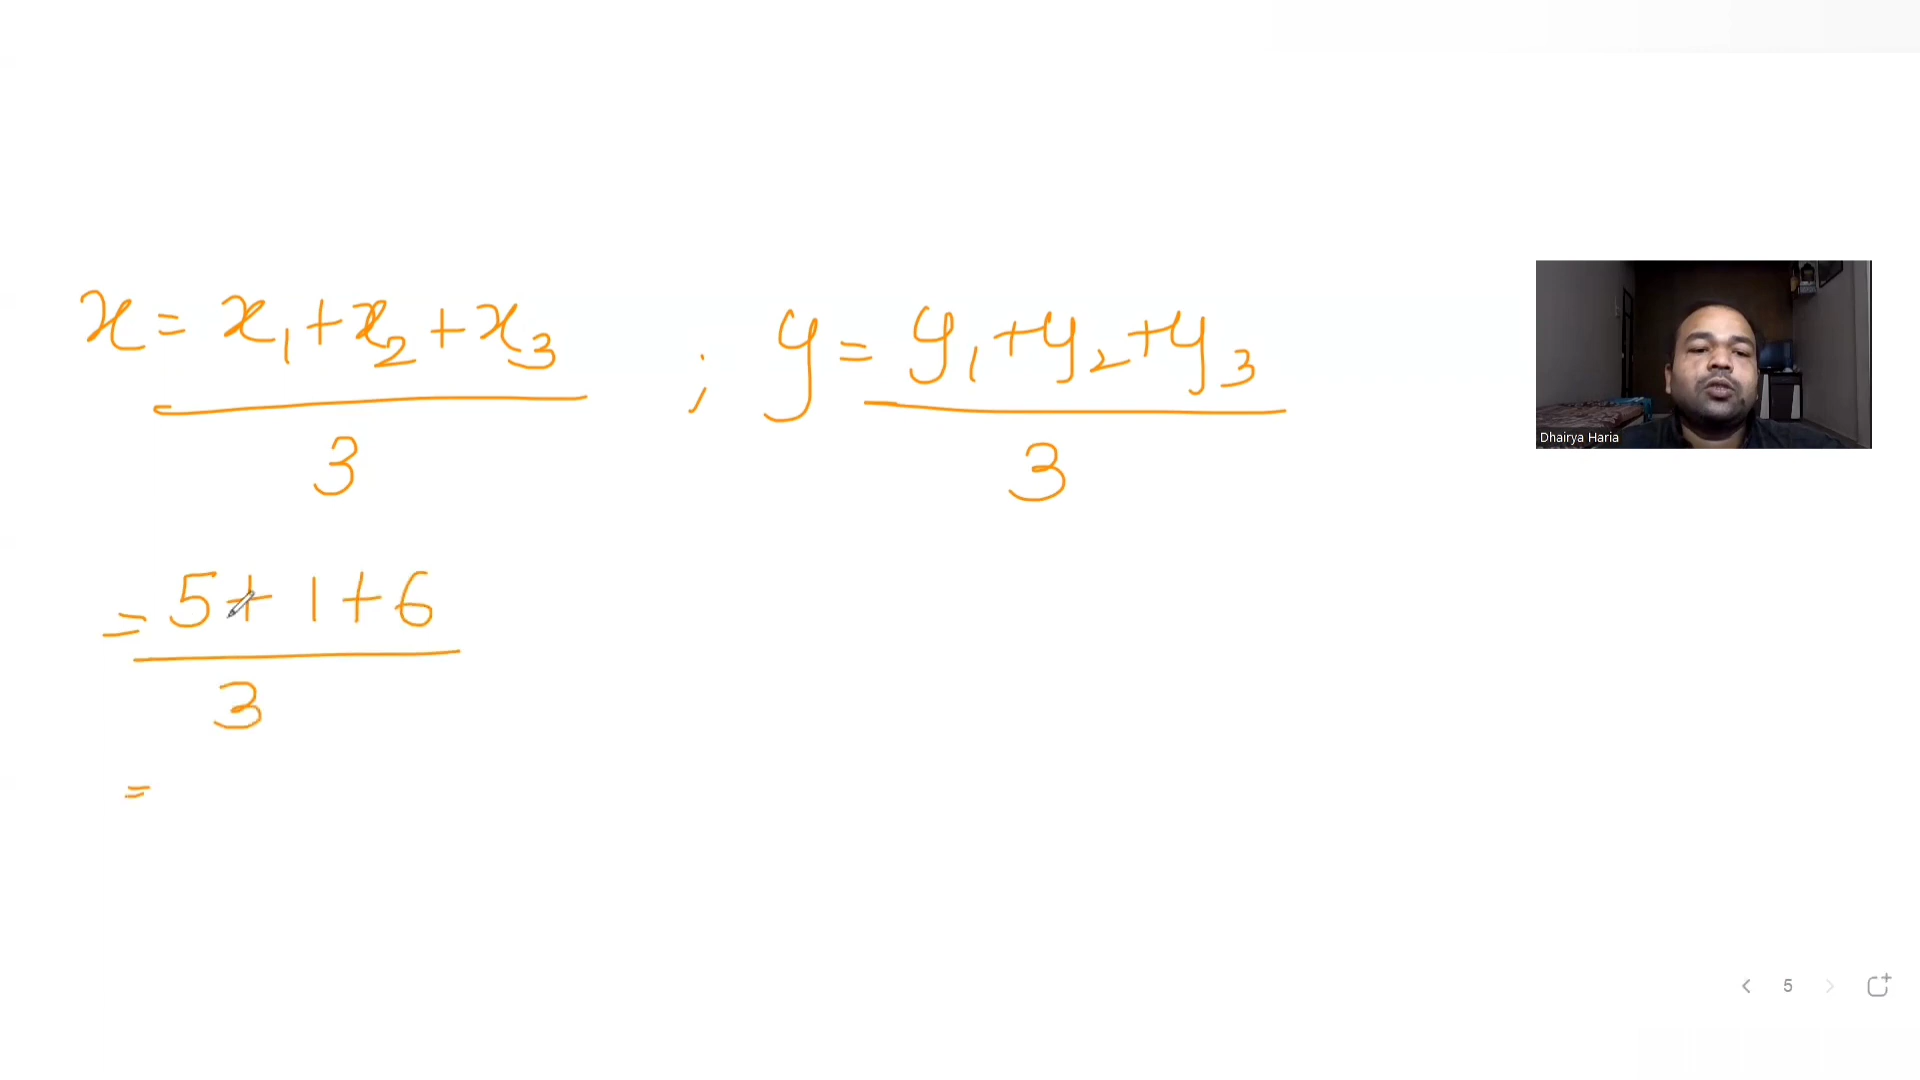 x = x₁+x₂+x₃ ; y = y₁+y₂+y₃
3 3
= 5+1+6
3
=
Dhairya Haria
5